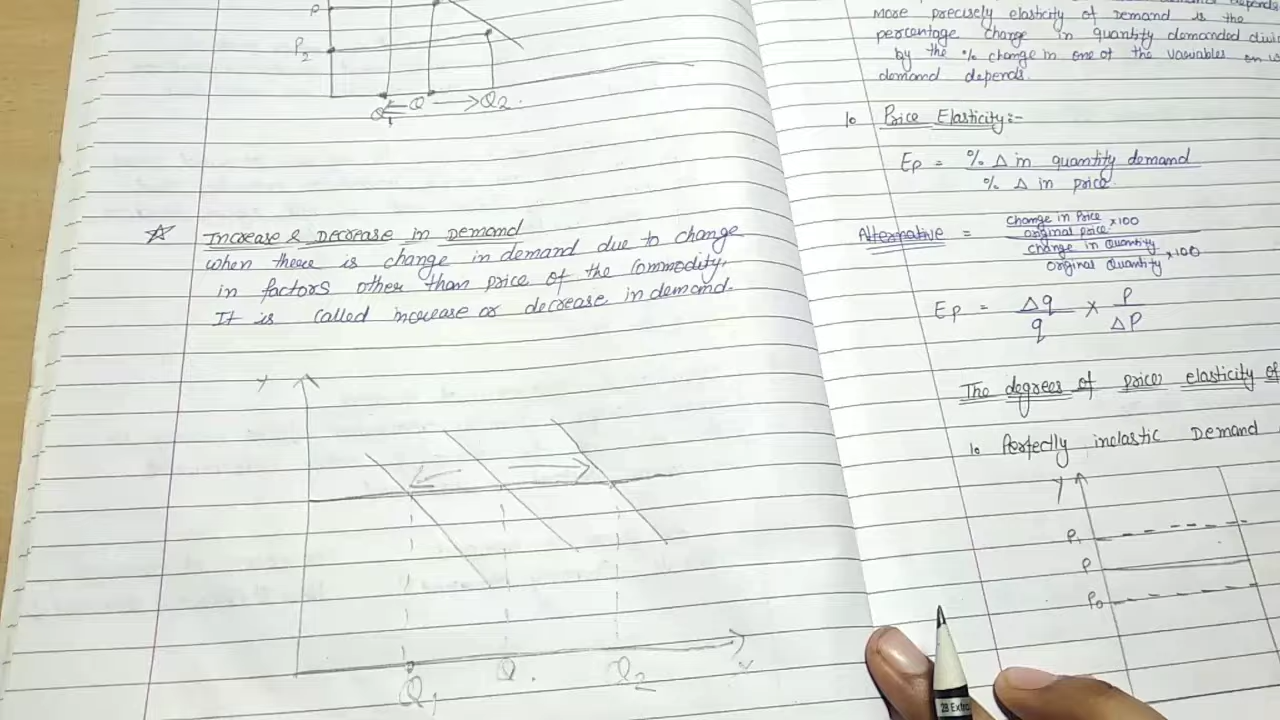 P
P2
Q1 Q Q2.
☆ Increase & Decrease in Demand
when there is change in demand due to change
in factors other than price of the commodity.
It is called increase or decrease in demand.
Y
Q1 Q. Q2 x
More precisely elasticity of demand is the
percentage change in quantity demanded
by the % change in one of the variables on
demand depends.
1. Price Elasticity:-
Ep = % Δ in quantity demand
% Δ in price.
Alternative = Change in Price ×100
original price
change in Quantity ×100
original Quantity
Ep = Δq × P
q ΔP
The degrees of price elasticity of
1. Perfectly inelastic Demand
Y
P1
P
P0
2B Extra